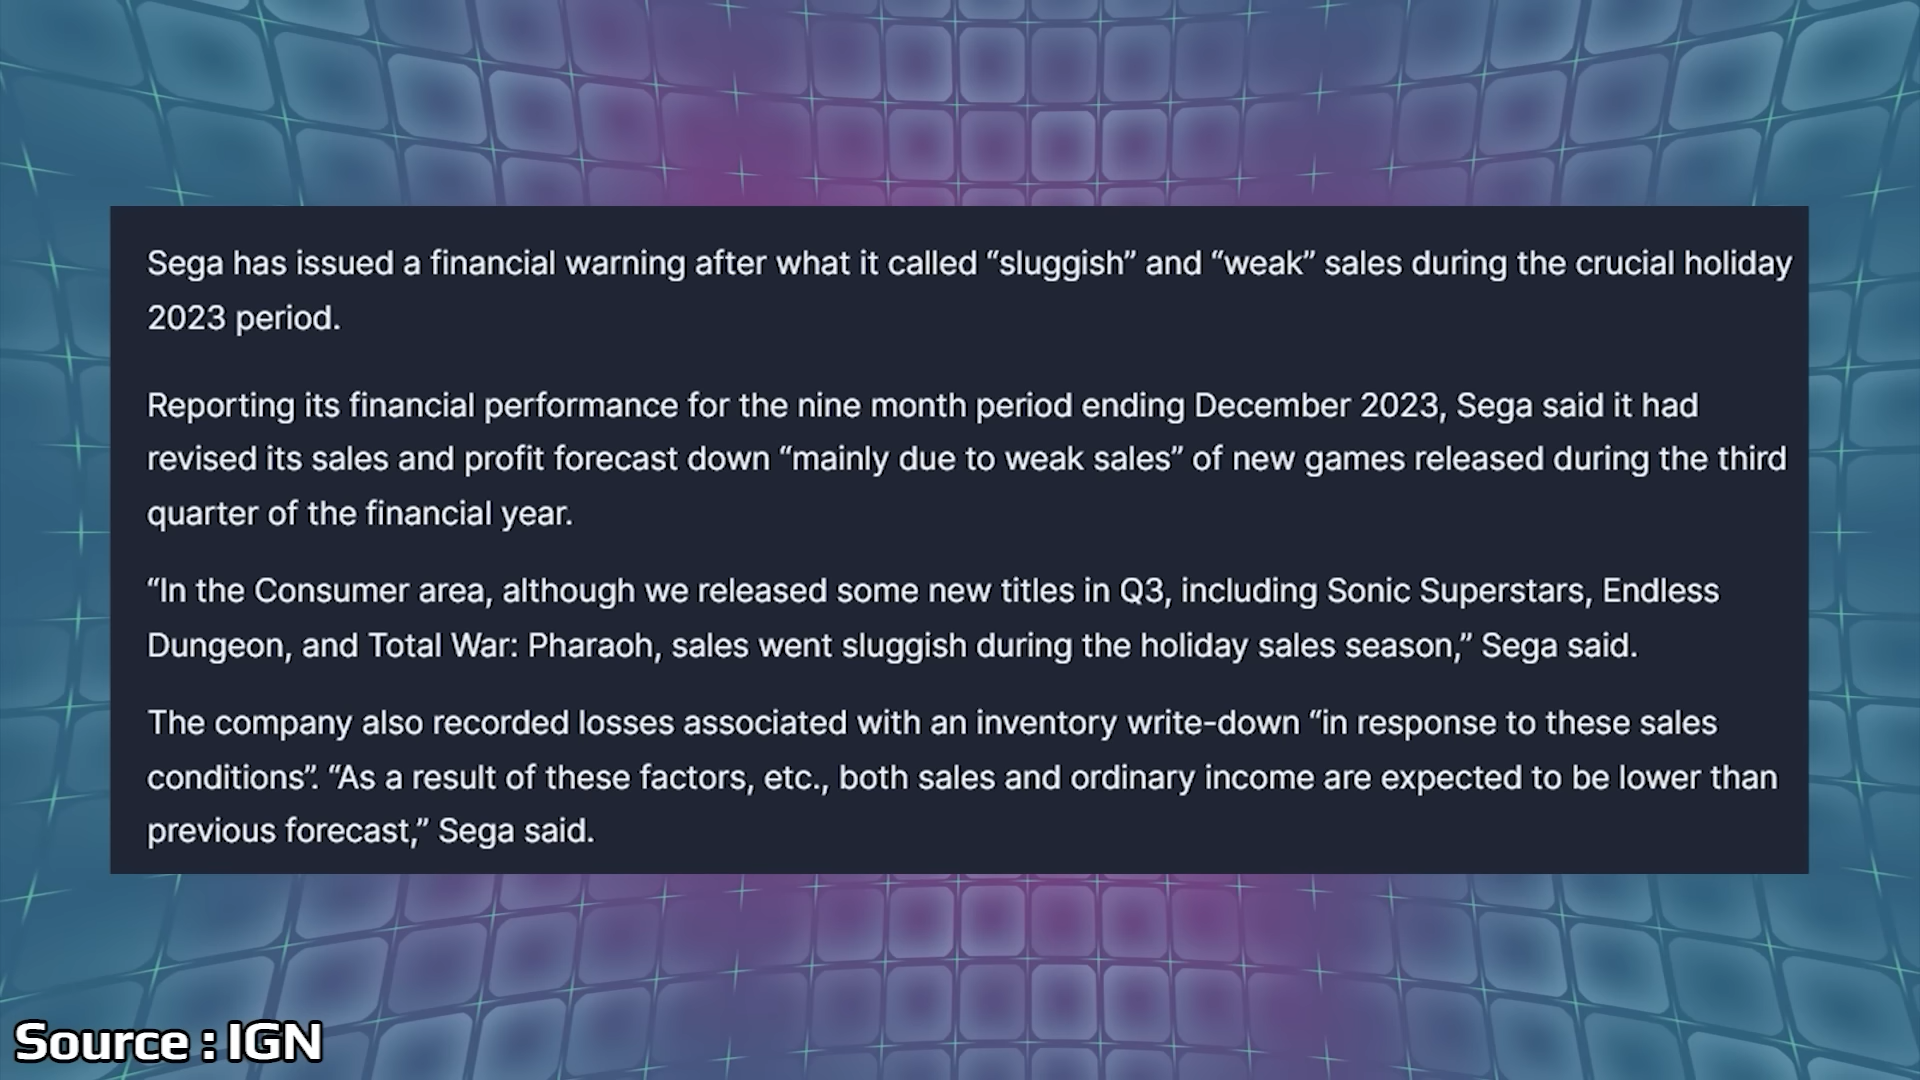 Sega has issued a financial warning after what it called “sluggish” and “weak” sales during the crucial holiday
2023 period.
Reporting its financial performance for the nine month period ending December 2023, Sega said it had
revised its sales and profit forecast down “mainly due to weak sales” of new games released during the third
quarter of the financial year.
“In the Consumer area, although we released some new titles in Q3, including Sonic Superstars, Endless
Dungeon, and Total War: Pharaoh, sales went sluggish during the holiday sales season,” Sega said.
The company also recorded losses associated with an inventory write-down “in response to these sales
conditions”. “As a result of these factors, etc., both sales and ordinary income are expected to be lower than
previous forecast,” Sega said.
Source : IGN